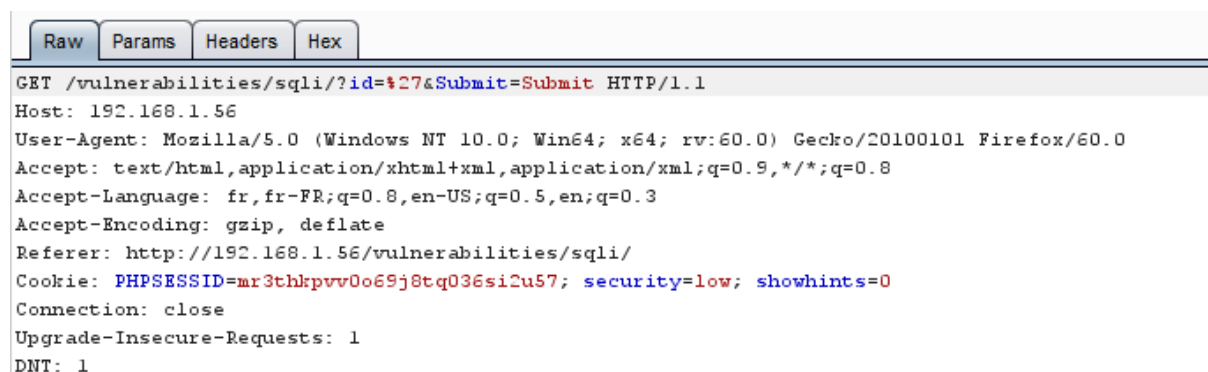 Raw Params Headers Hex
GET /vulnerabilities/sqli/?id=%27&Submit=Submit HTTP/1.1
Host: 192.168.1.56
User-Agent: Mozilla/5.0 (Windows NT 10.0; Win64; x64; rv:60.0) Gecko/20100101 Firefox/60.0
Accept: text/html,application/xhtml+xml,application/xml;q=0.9,*/*;q=0.8
Accept-Language: fr,fr-FR;q=0.8,en-US;q=0.5,en;q=0.3
Accept-Encoding: gzip, deflate
Referer: http://192.168.1.56/vulnerabilities/sqli/
Cookie: PHPSESSID=mr3thkpvv0o69j8tq036si2u57; security=low; showhints=0
Connection: close
Upgrade-Insecure-Requests: 1
DNT: 1